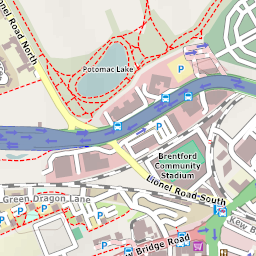 Lionel Road North
Potomac Lake
Brentford
Community
Stadium
Lionel Road South
Green Dragon Lane
Kew B
W Bridge Road
P
P
P
P
P
P
P